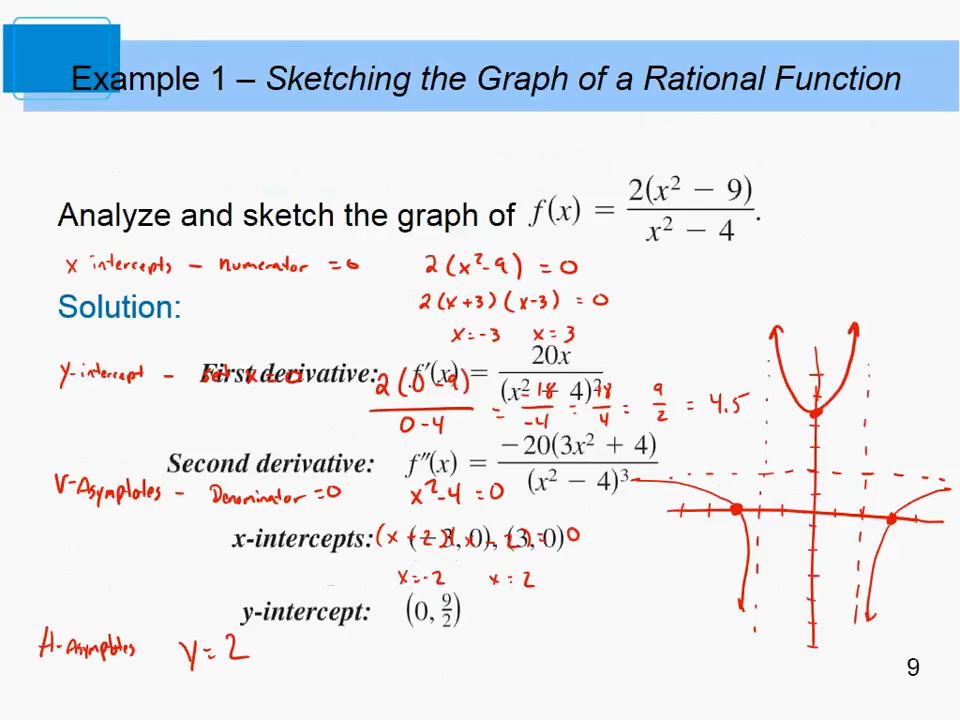 Example 1 – Sketching the Graph of a Rational Function
Analyze and sketch the graph of f(x) = 2(x² − 9) / x² − 4.
x intercepts - numerator = 0 2(x²-9) = 0
Solution: 2(x+3)(x-3) = 0
x=-3 x=3
y-intercept - set x=0 First derivative: f′(x) = 20x / (x² − 4)²
2(0-9) / 0-4 = -18 / -4 = 18 / 4 = 9 / 2 = 4.5
Second derivative: f″(x) = −20(3x² + 4) / (x² − 4)³
V-Asymptotes - Denominator = 0 x²-4 = 0
x-intercepts: (−3, 0), (3, 0)
(x+2)(x-2) = 0
x=-2 x=2
y-intercept: (0, 9/2)
H-Asymptotes y=2
9